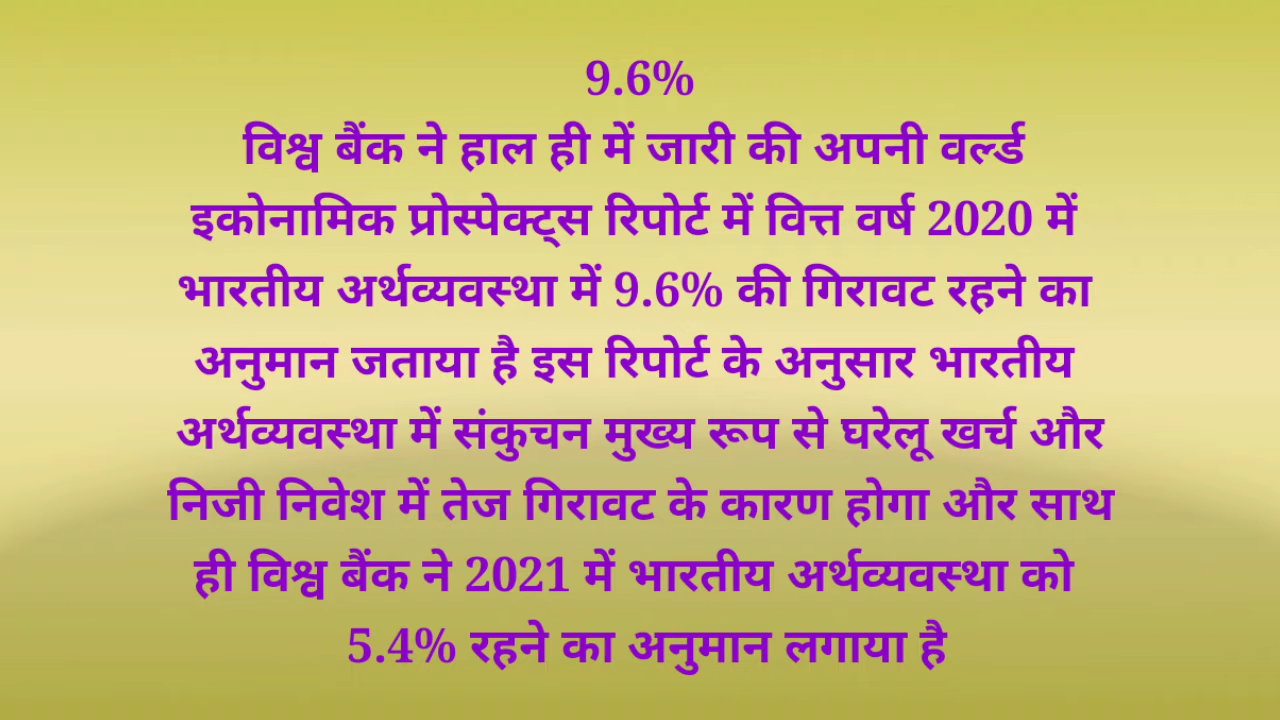 9.6%
विश्व बैंक ने हाल ही में जारी की अपनी वर्ल्ड
इकोनामिक प्रोस्पेक्ट्स रिपोर्ट में वित्त वर्ष 2020 में
भारतीय अर्थव्यवस्था में 9.6% की गिरावट रहने का
अनुमान जताया है इस रिपोर्ट के अनुसार भारतीय
अर्थव्यवस्था में संकुचन मुख्य रूप से घरेलू खर्च और
निजी निवेश में तेज गिरावट के कारण होगा और साथ
ही विश्व बैंक ने 2021 में भारतीय अर्थव्यवस्था को
5.4% रहने का अनुमान लगाया है